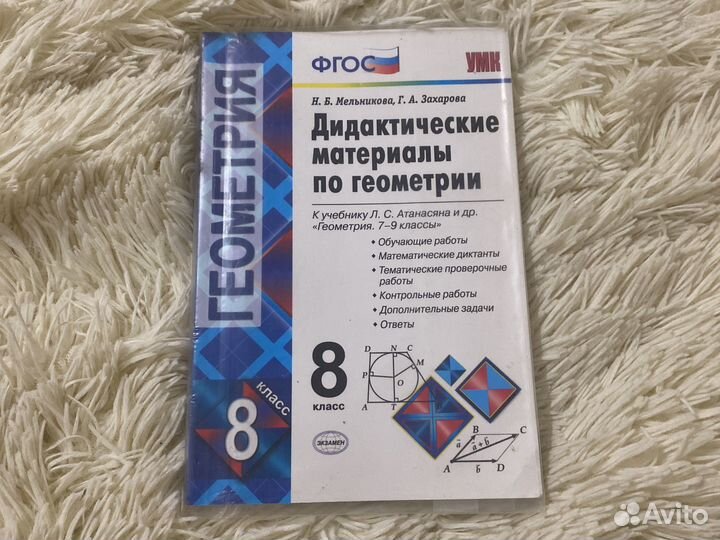 ГЕОМЕТРИЯ
8 класс
ФГОС
УМК
Н. Б. Мельникова, Г. А. Захарова
Дидактические
материалы
по геометрии
К учебнику Л. С. Атанасяна и др.
«Геометрия. 7–9 классы»
• Обучающие работы
• Математические диктанты
• Тематические проверочные
работы
• Контрольные работы
• Дополнительные задачи
• Ответы
8
класс
ЭКЗАМЕН
D N C
M
P
O
A T
B C
a a + b
A b D
Avito